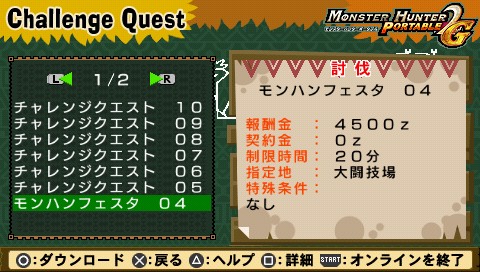 Challenge Quest
MONSTER HUNTER
PORTABLE 2 G
L 1/2 R
チャレンジクエスト　10
チャレンジクエスト　09
チャレンジクエスト　08
チャレンジクエスト　07
チャレンジクエスト　06
チャレンジクエスト　05
モンハンフェスタ　04
討伐
モンハンフェスタ　04
報酬金　：　4500z
契約金　：　0z
制限時間：　20分
指定地　：　大闘技場
特殊条件：
なし
○:ダウンロード ×:戻る △:ヘルプ □:詳細 START:オンラインを終了